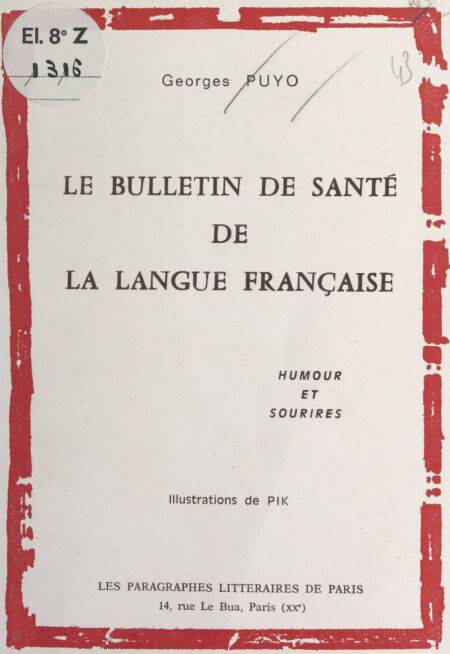 El. 8° Z
1316
43
Georges PUYO
LE BULLETIN DE SANTÉ
DE
LA LANGUE FRANÇAISE
HUMOUR
ET
SOURIRES
Illustrations de PIK
LES PARAGRAPHES LITTERAIRES DE PARIS
14, rue Le Bua, Paris (XXe)